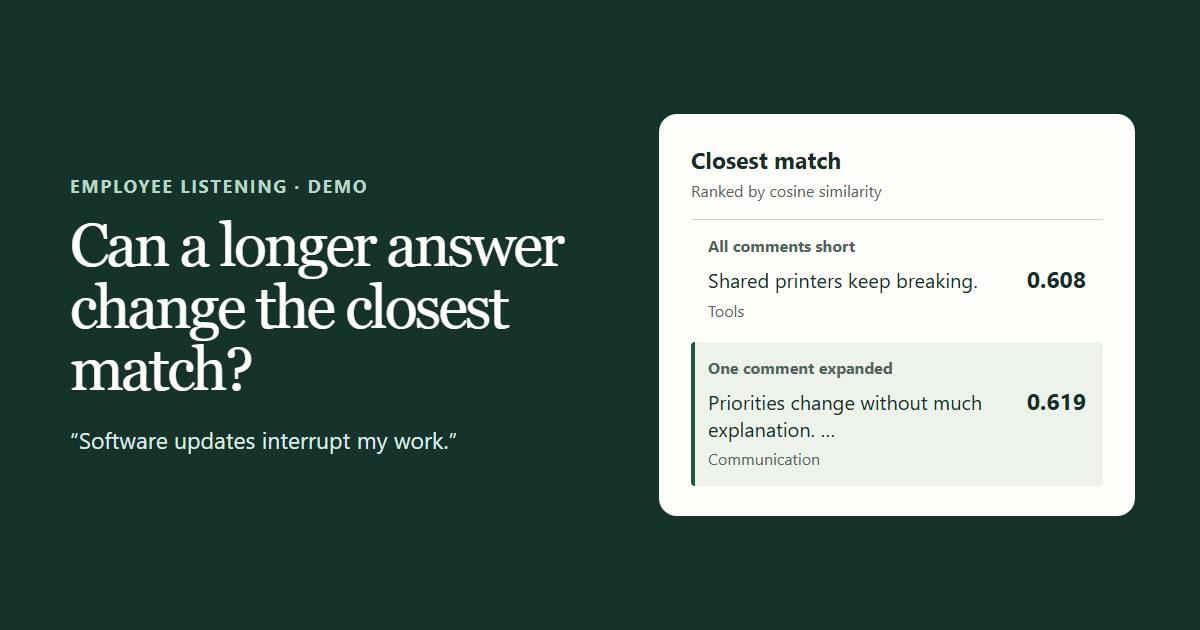 EMPLOYEE LISTENING · DEMO
Can a longer answer
change the closest
match?
“Software updates interrupt my work.”
Closest match
Ranked by cosine similarity
All comments short
Shared printers keep breaking.
0.608
Tools
One comment expanded
Priorities change without much
0.619
explanation. ...
Communication